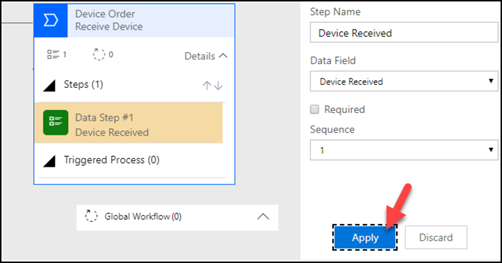 Device Order
Receive Device
1 0 Details
Steps (1)
Data Step #1
Device Received
Triggered Process (0)
Global Workflow (0)
Step Name
Device Received
Data Field
Device Received
Required
Sequence
1
Apply Discard